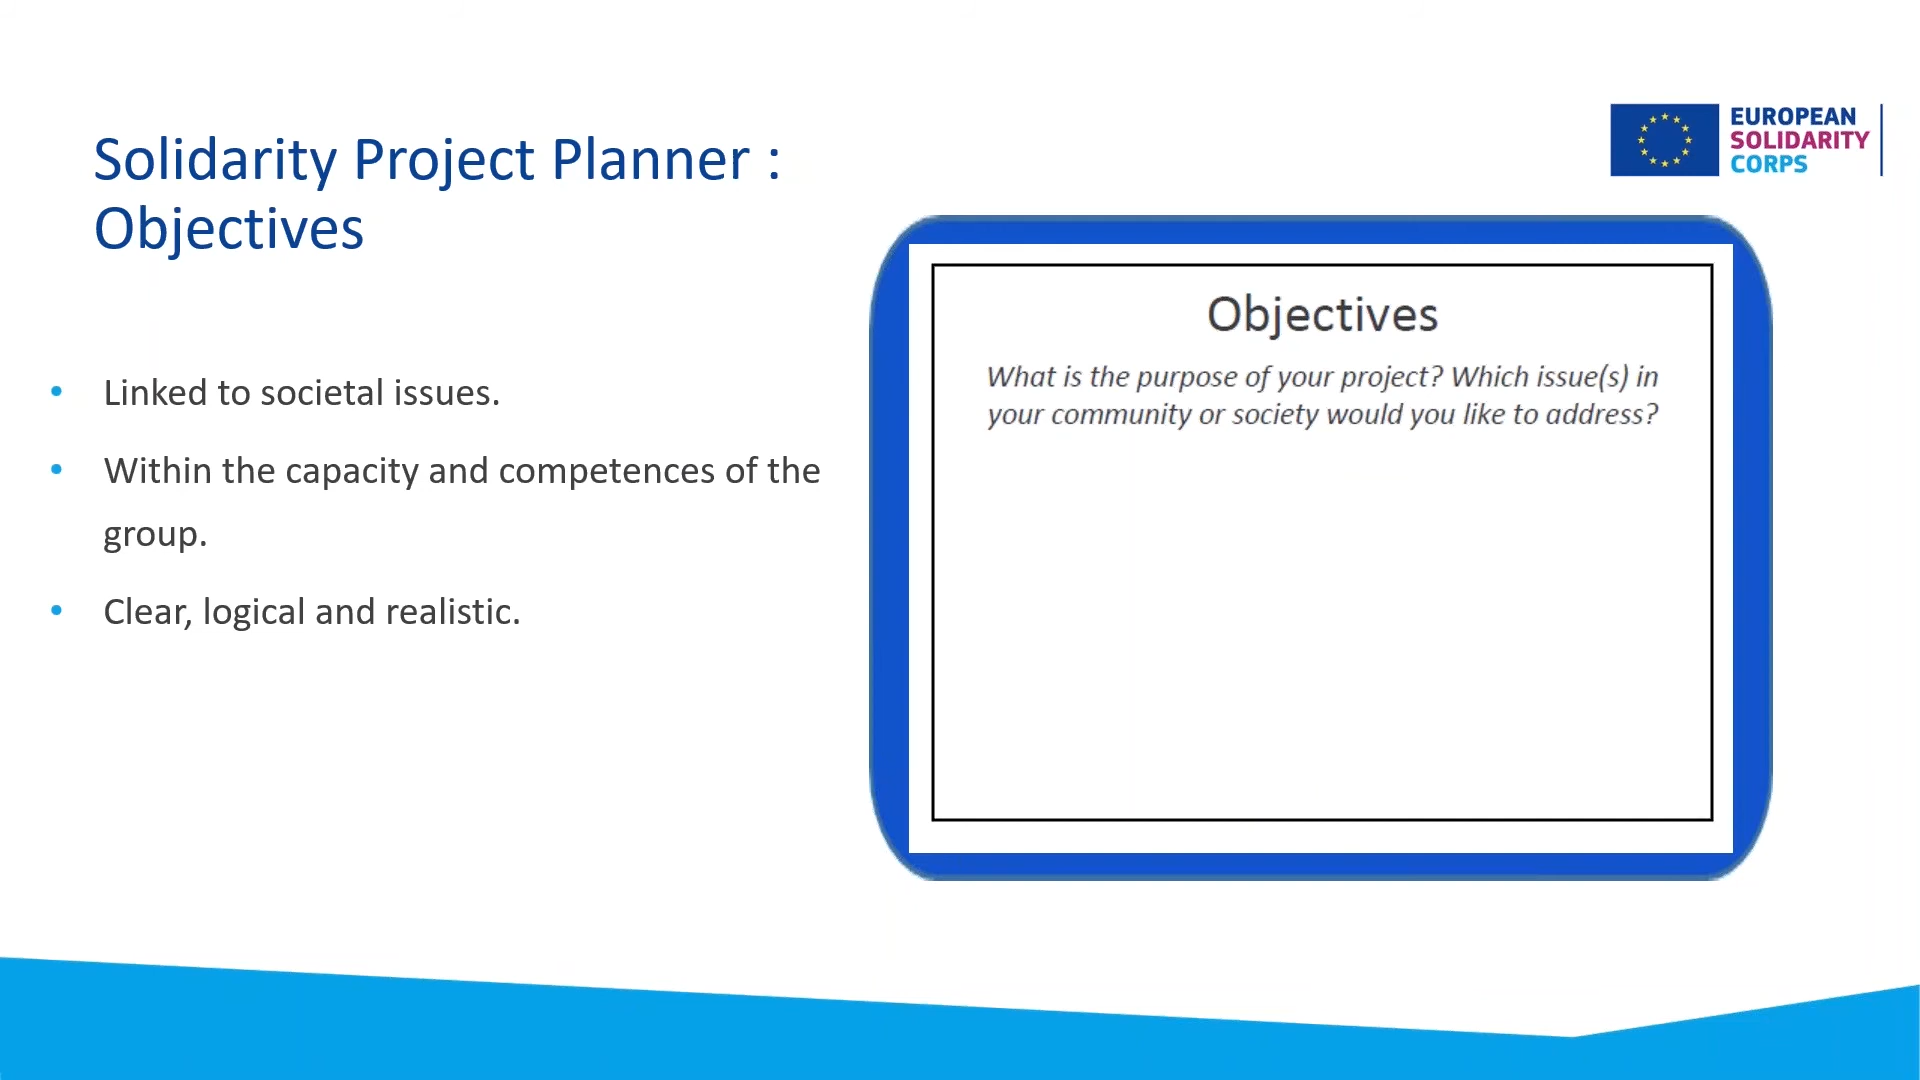 Solidarity Project Planner :
Objectives
EUROPEAN
SOLIDARITY
CORPS
• Linked to societal issues.
• Within the capacity and competences of the
group.
• Clear, logical and realistic.
Objectives
What is the purpose of your project? Which issue(s) in
your community or society would you like to address?